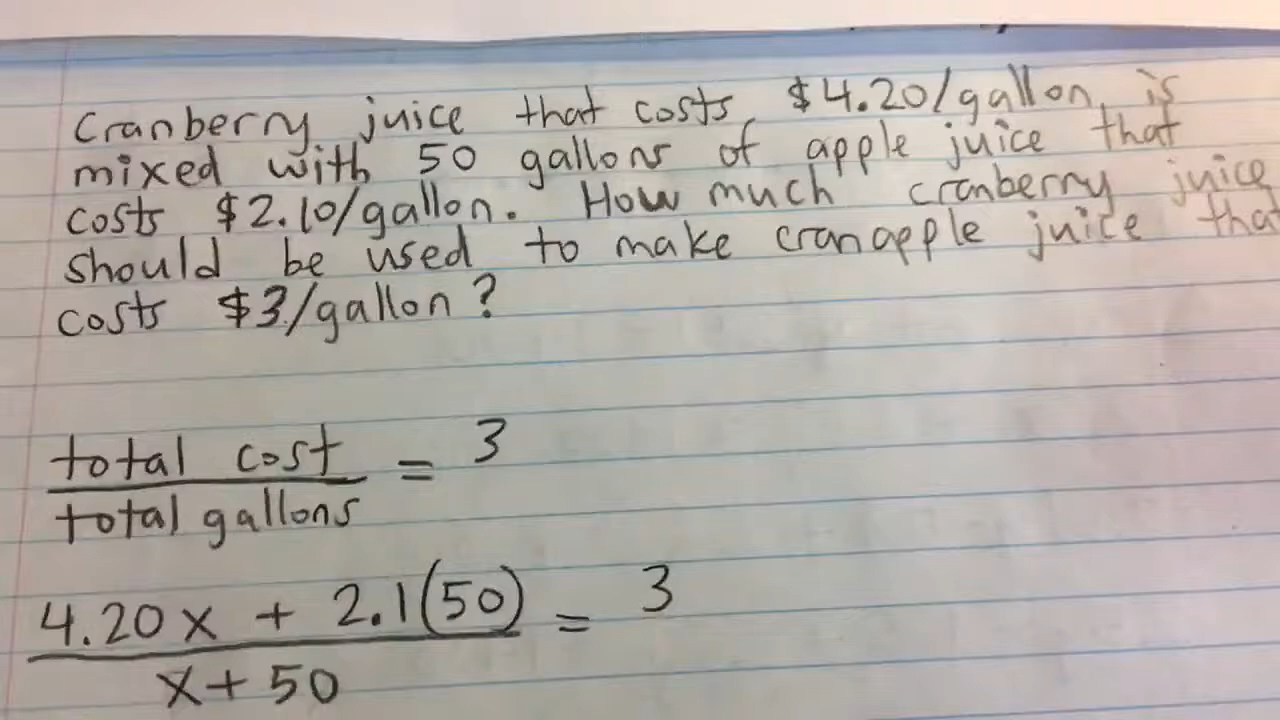 Cranberry juice that costs $4.20/gallon is
mixed with 50 gallons of apple juice that
costs $2.10/gallon. How much cranberry juice
should be used to make cranapple juice tha
costs $3/gallon?
total cost
total gallons = 3
4.20x + 2.1(50)
x+50 = 3